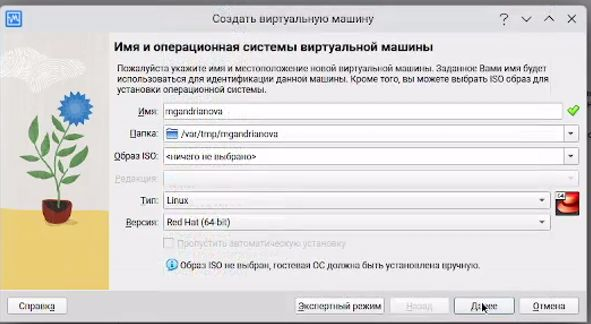 Создать виртуальную машину
Имя и операционная система виртуальной машины
Пожалуйста укажите имя и местоположение новой виртуальной машины. Заданное Вами имя будет
использоваться для идентификации данной машины. Кроме того, вы можете выбрать ISO образ для
установки операционной системы.
Имя: mgandrianova
Папка: /var/tmp/mgandrianova
Образ ISO: <ничего не выбрано>
Редакция:
Тип: Linux
64
Версия: Red Hat (64-bit)
Пропустить автоматическую установку
Образ ISO не выбран, гостевая ОС должна быть установлена вручную.
Справка Экспертный режим Назад Далее Отмена